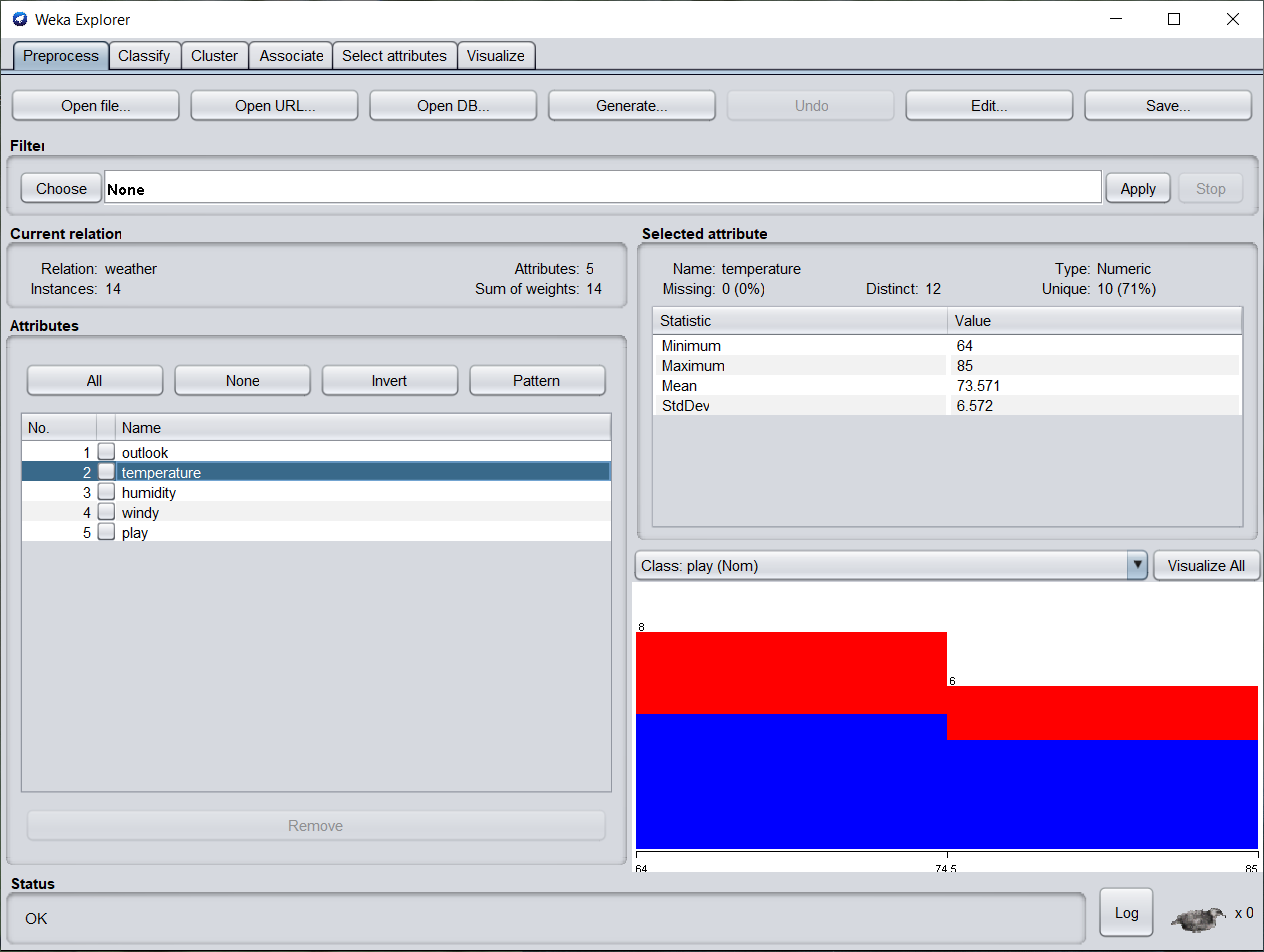 Weka Explorer
Preprocess Classify Cluster Associate Select attributes Visualize
Open file... Open URL... Open DB... Generate... Undo Edit... Save...
Filter
Choose None Apply Stop
Current relation
Relation: weather Attributes: 5
Instances: 14 Sum of weights: 14
Attributes
All None Invert Pattern
No. Name
1 outlook
2 temperature
3 humidity
4 windy
5 play
Remove
Selected attribute
Name: temperature Type: Numeric
Missing: 0 (0%) Distinct: 12 Unique: 10 (71%)
Statistic Value
Minimum 64
Maximum 85
Mean 73.571
StdDev 6.572
Class: play (Nom) Visualize All
8
6
64 74.5 85
Status
OK
Log x 0